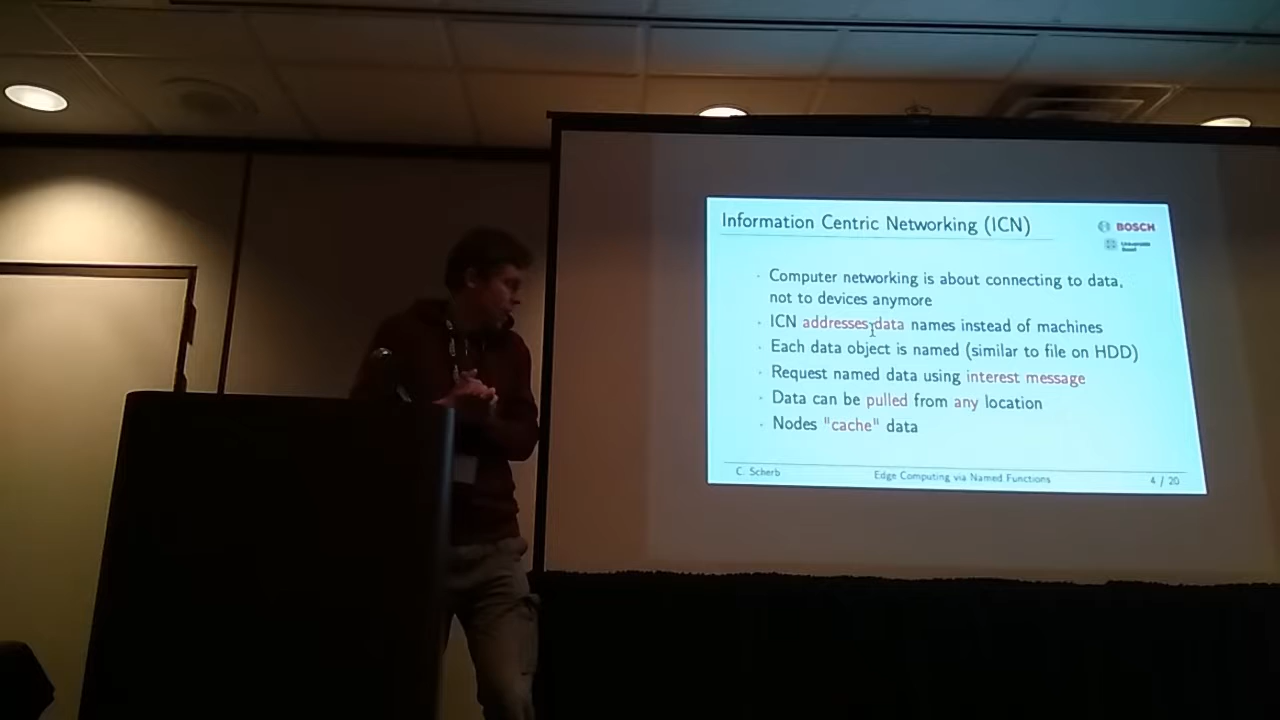 Information Centric Networking (ICN)
BOSCH
Universität
Basel
· Computer networking is about connecting to data,
not to devices anymore
· ICN addresses data names instead of machines
· Each data object is named (similar to file on HDD)
· Request named data using interest message
· Data can be pulled from any location
· Nodes "cache" data
C. Scherb
Edge Computing via Named Functions
4 / 20